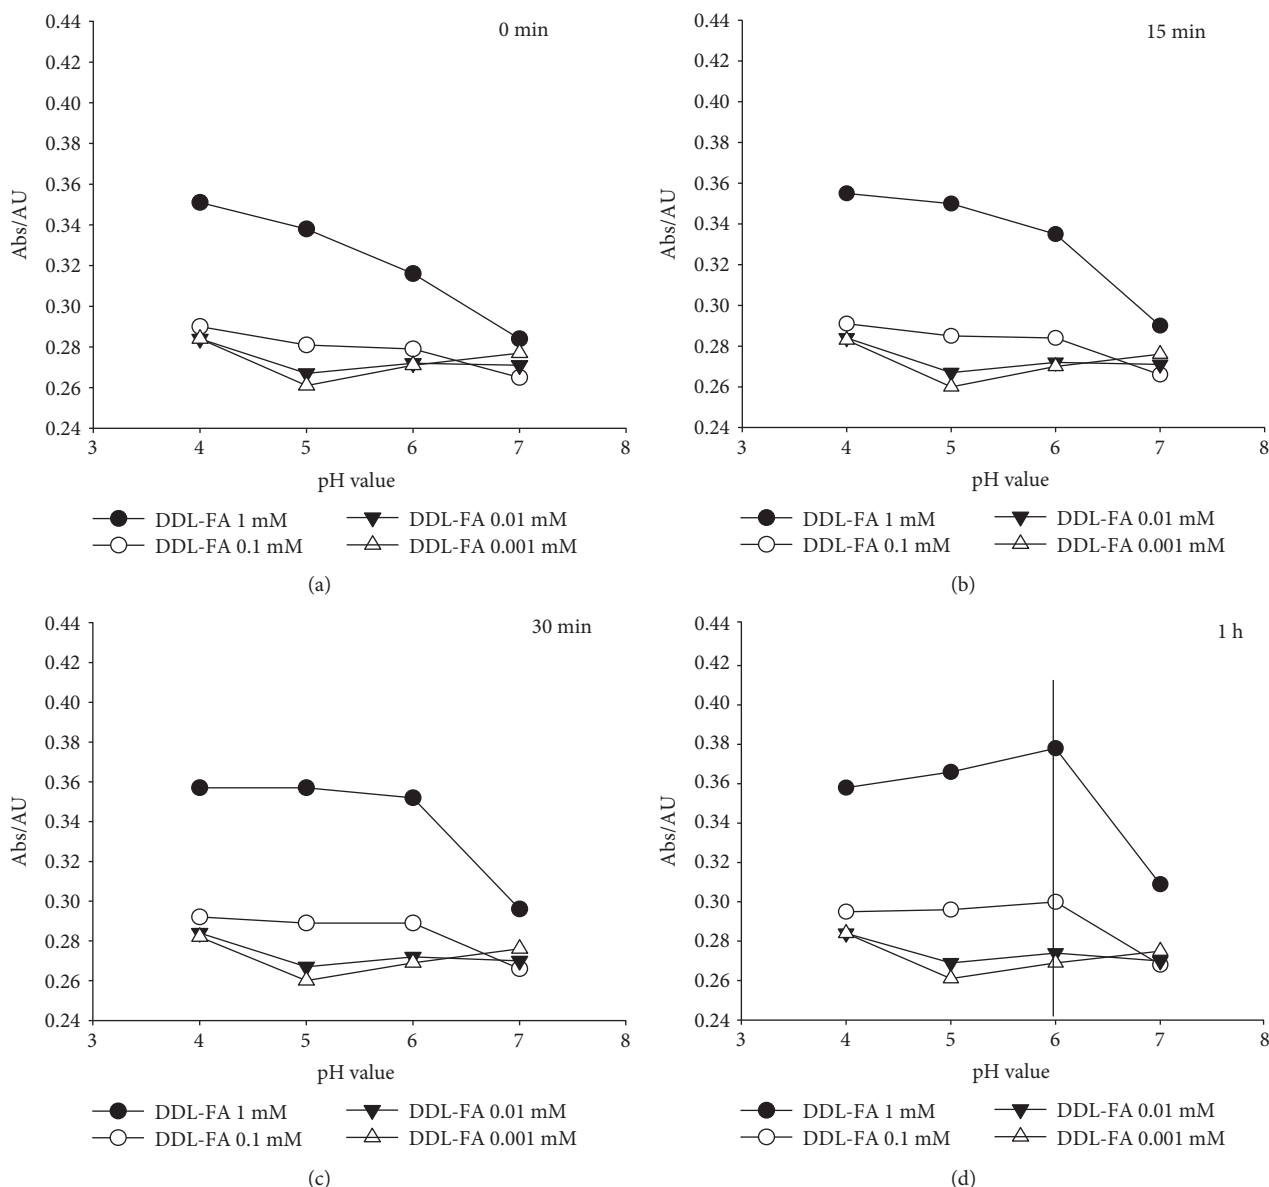 0 min
0.44
0.42
0.40
0.38
0.36
0.34
0.32
0.30
0.28
0.26
0.24
Abs/AU
3 4 5 6 7 8
pH value
DDL-FA 1 mM DDL-FA 0.01 mM
DDL-FA 0.1 mM DDL-FA 0.001 mM
(a)
15 min
0.44
0.42
0.40
0.38
0.36
0.34
0.32
0.30
0.28
0.26
0.24
Abs/AU
3 4 5 6 7 8
pH value
DDL-FA 1 mM DDL-FA 0.01 mM
DDL-FA 0.1 mM DDL-FA 0.001 mM
(b)
30 min
0.44
0.42
0.40
0.38
0.36
0.34
0.32
0.30
0.28
0.26
0.24
Abs/AU
3 4 5 6 7 8
pH value
DDL-FA 1 mM DDL-FA 0.01 mM
DDL-FA 0.1 mM DDL-FA 0.001 mM
(c)
1 h
0.44
0.42
0.40
0.38
0.36
0.34
0.32
0.30
0.28
0.26
0.24
Abs/AU
3 4 5 6 7 8
pH value
DDL-FA 1 mM DDL-FA 0.01 mM
DDL-FA 0.1 mM DDL-FA 0.001 mM
(d)